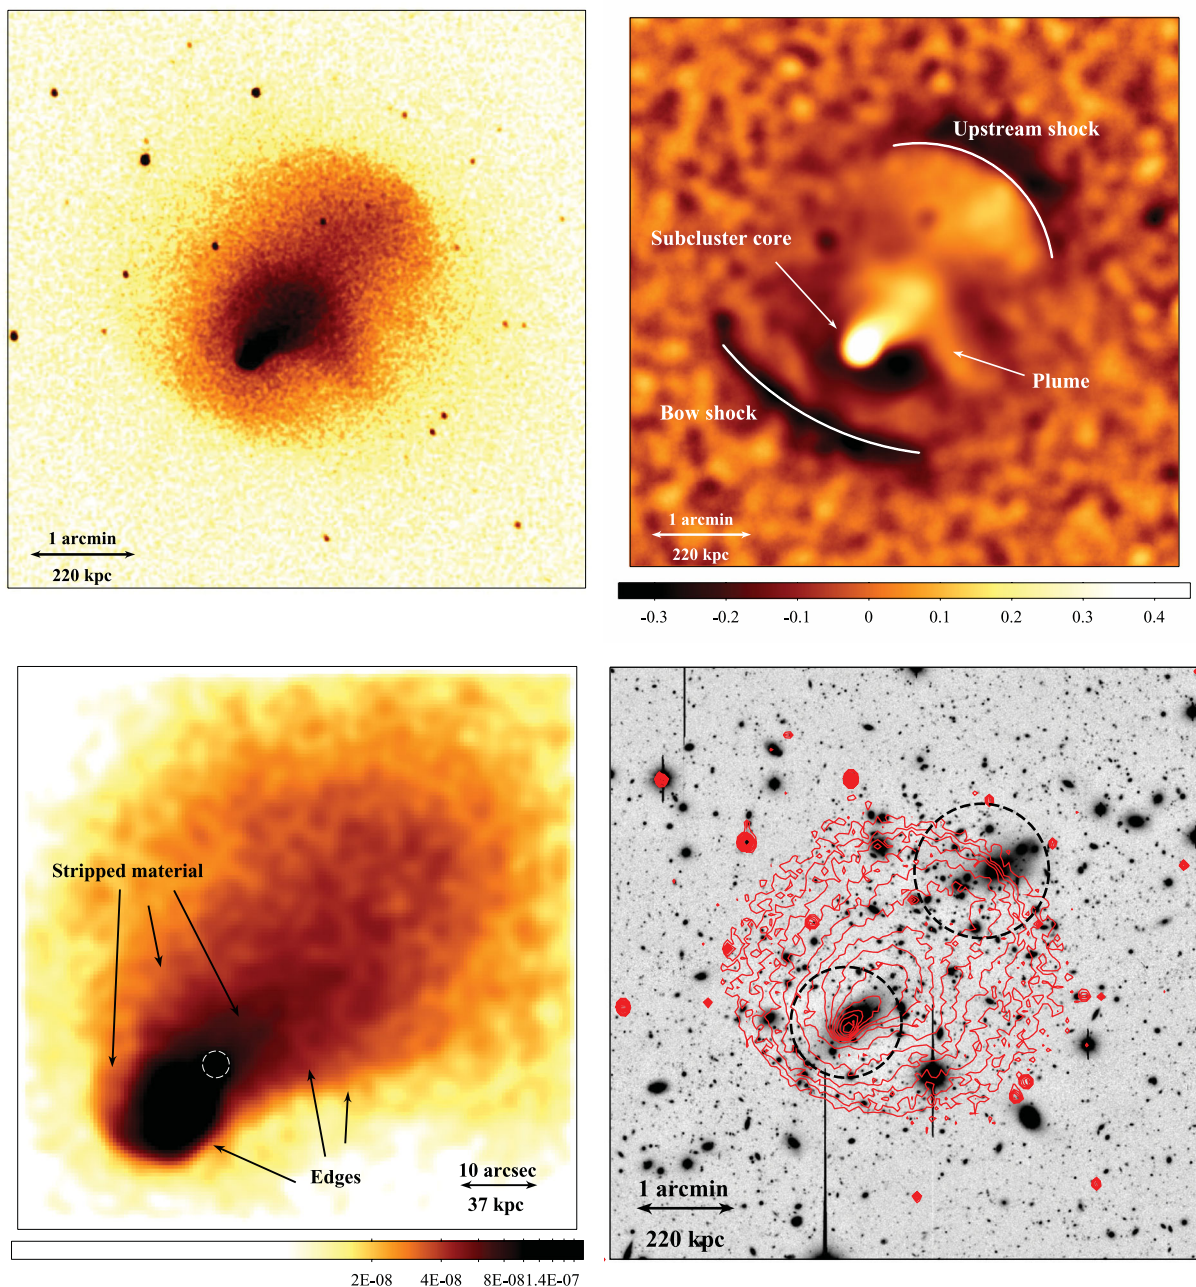 1 arcmin
220 kpc
Upstream shock
Subcluster core
Plume
Bow shock
1 arcmin
220 kpc
-0.3 -0.2 -0.1 0 0.1 0.2 0.3 0.4
Stripped material
Edges
10 arcsec
37 kpc
2E-08 4E-08 8E-08 1.4E-07
1 arcmin
220 kpc